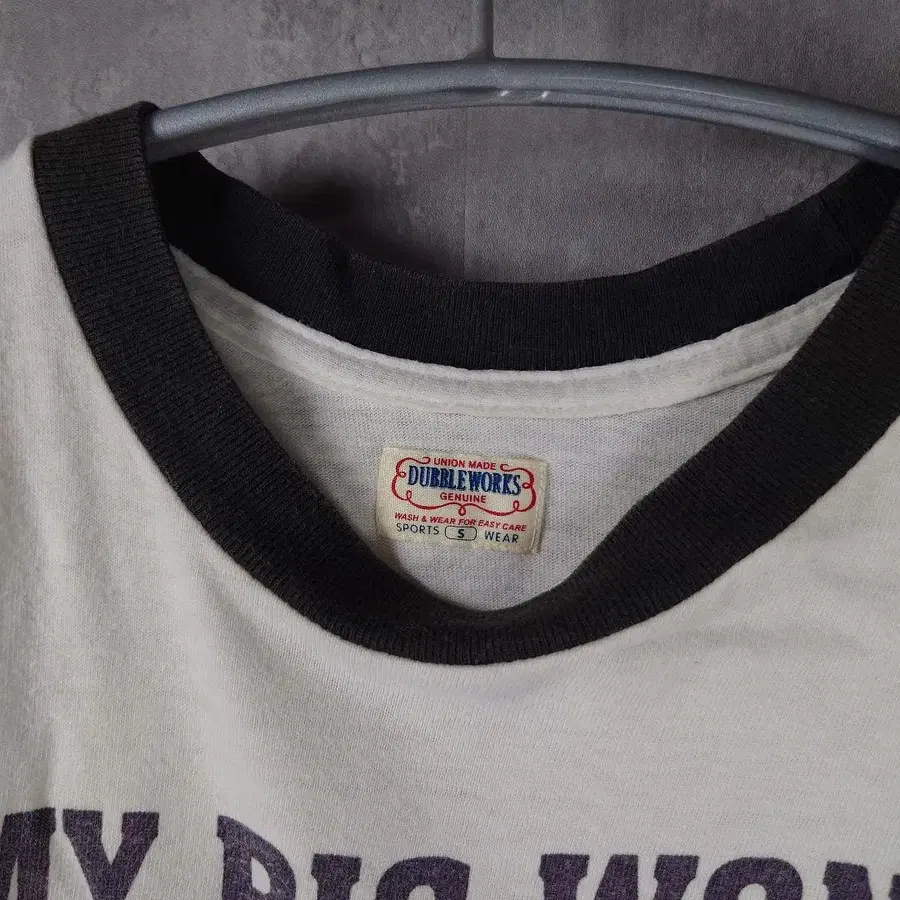 UNION MADE
DUBBLEWORKS
GENUINE
WASH & WEAR FOR EASY CARE
SPORTS S WEAR
MY BIG